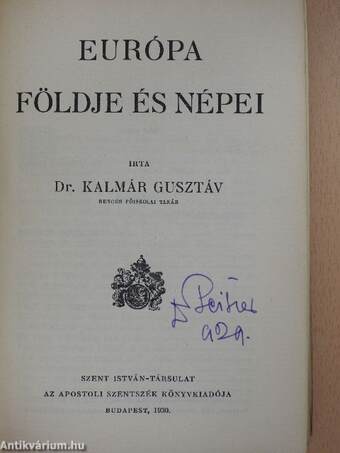 EURÓPA
FÖLDJE ÉS NÉPEI
IRTA
Dr. KALMÁR GUSZTÁV
BENCÉS FŐISKOLAI TANÁR
929.
SZENT ISTVÁN-TÁRSULAT
AZ APOSTOLI SZENTSZÉK KÖNYVKIADÓJA
BUDAPEST, 1930.
antikvárium.hu